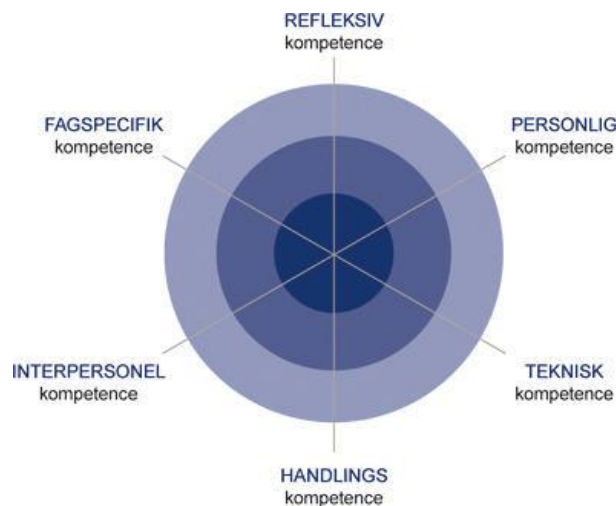 REFLEKSIV
kompetence
FAGSPECIFIK
kompetence
PERSONLIG
kompetence
INTERPERSONEL
kompetence
TEKNISK
kompetence
HANDLINGS
kompetence